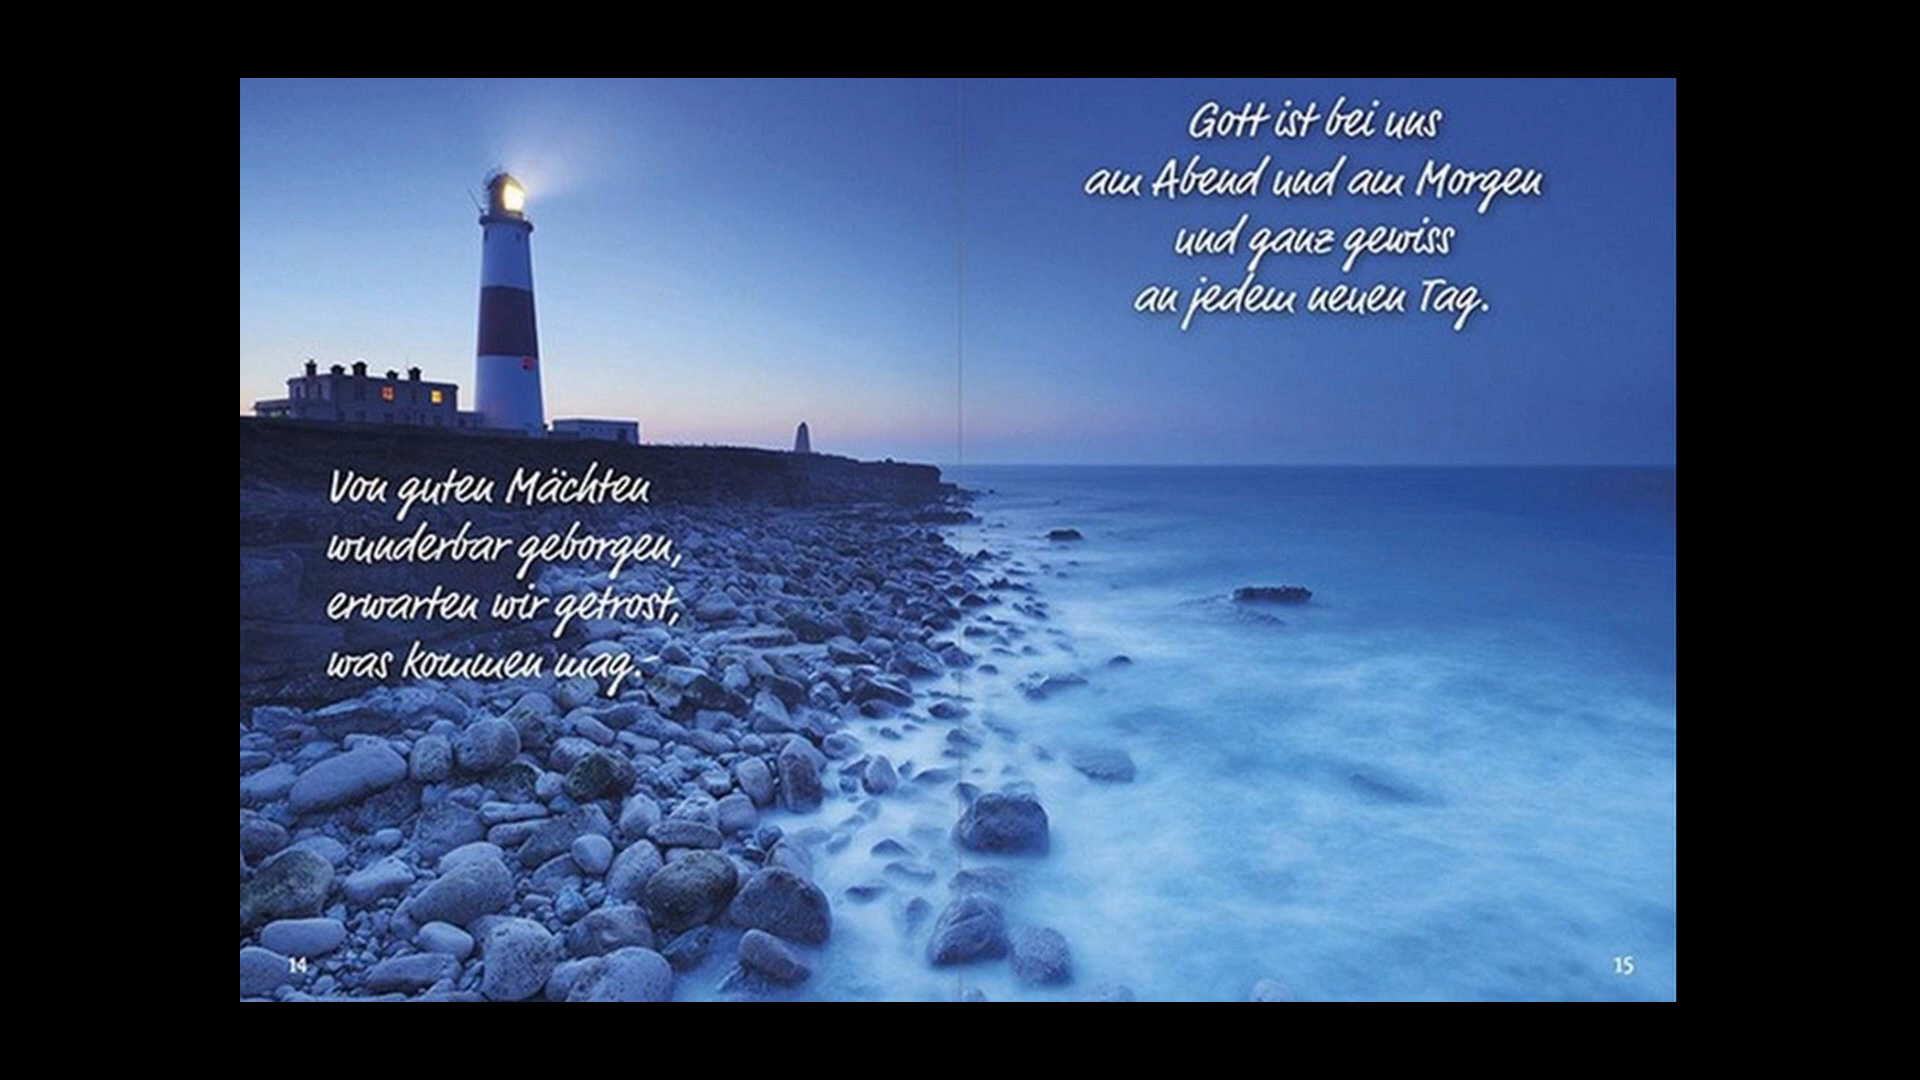 Von guten Mächten
wunderbar geborgen,
erwarten wir getrost,
was kommen mag.
14
Gott ist bei uns
am Abend und am Morgen
und ganz gewiss
an jedem neuen Tag.
15